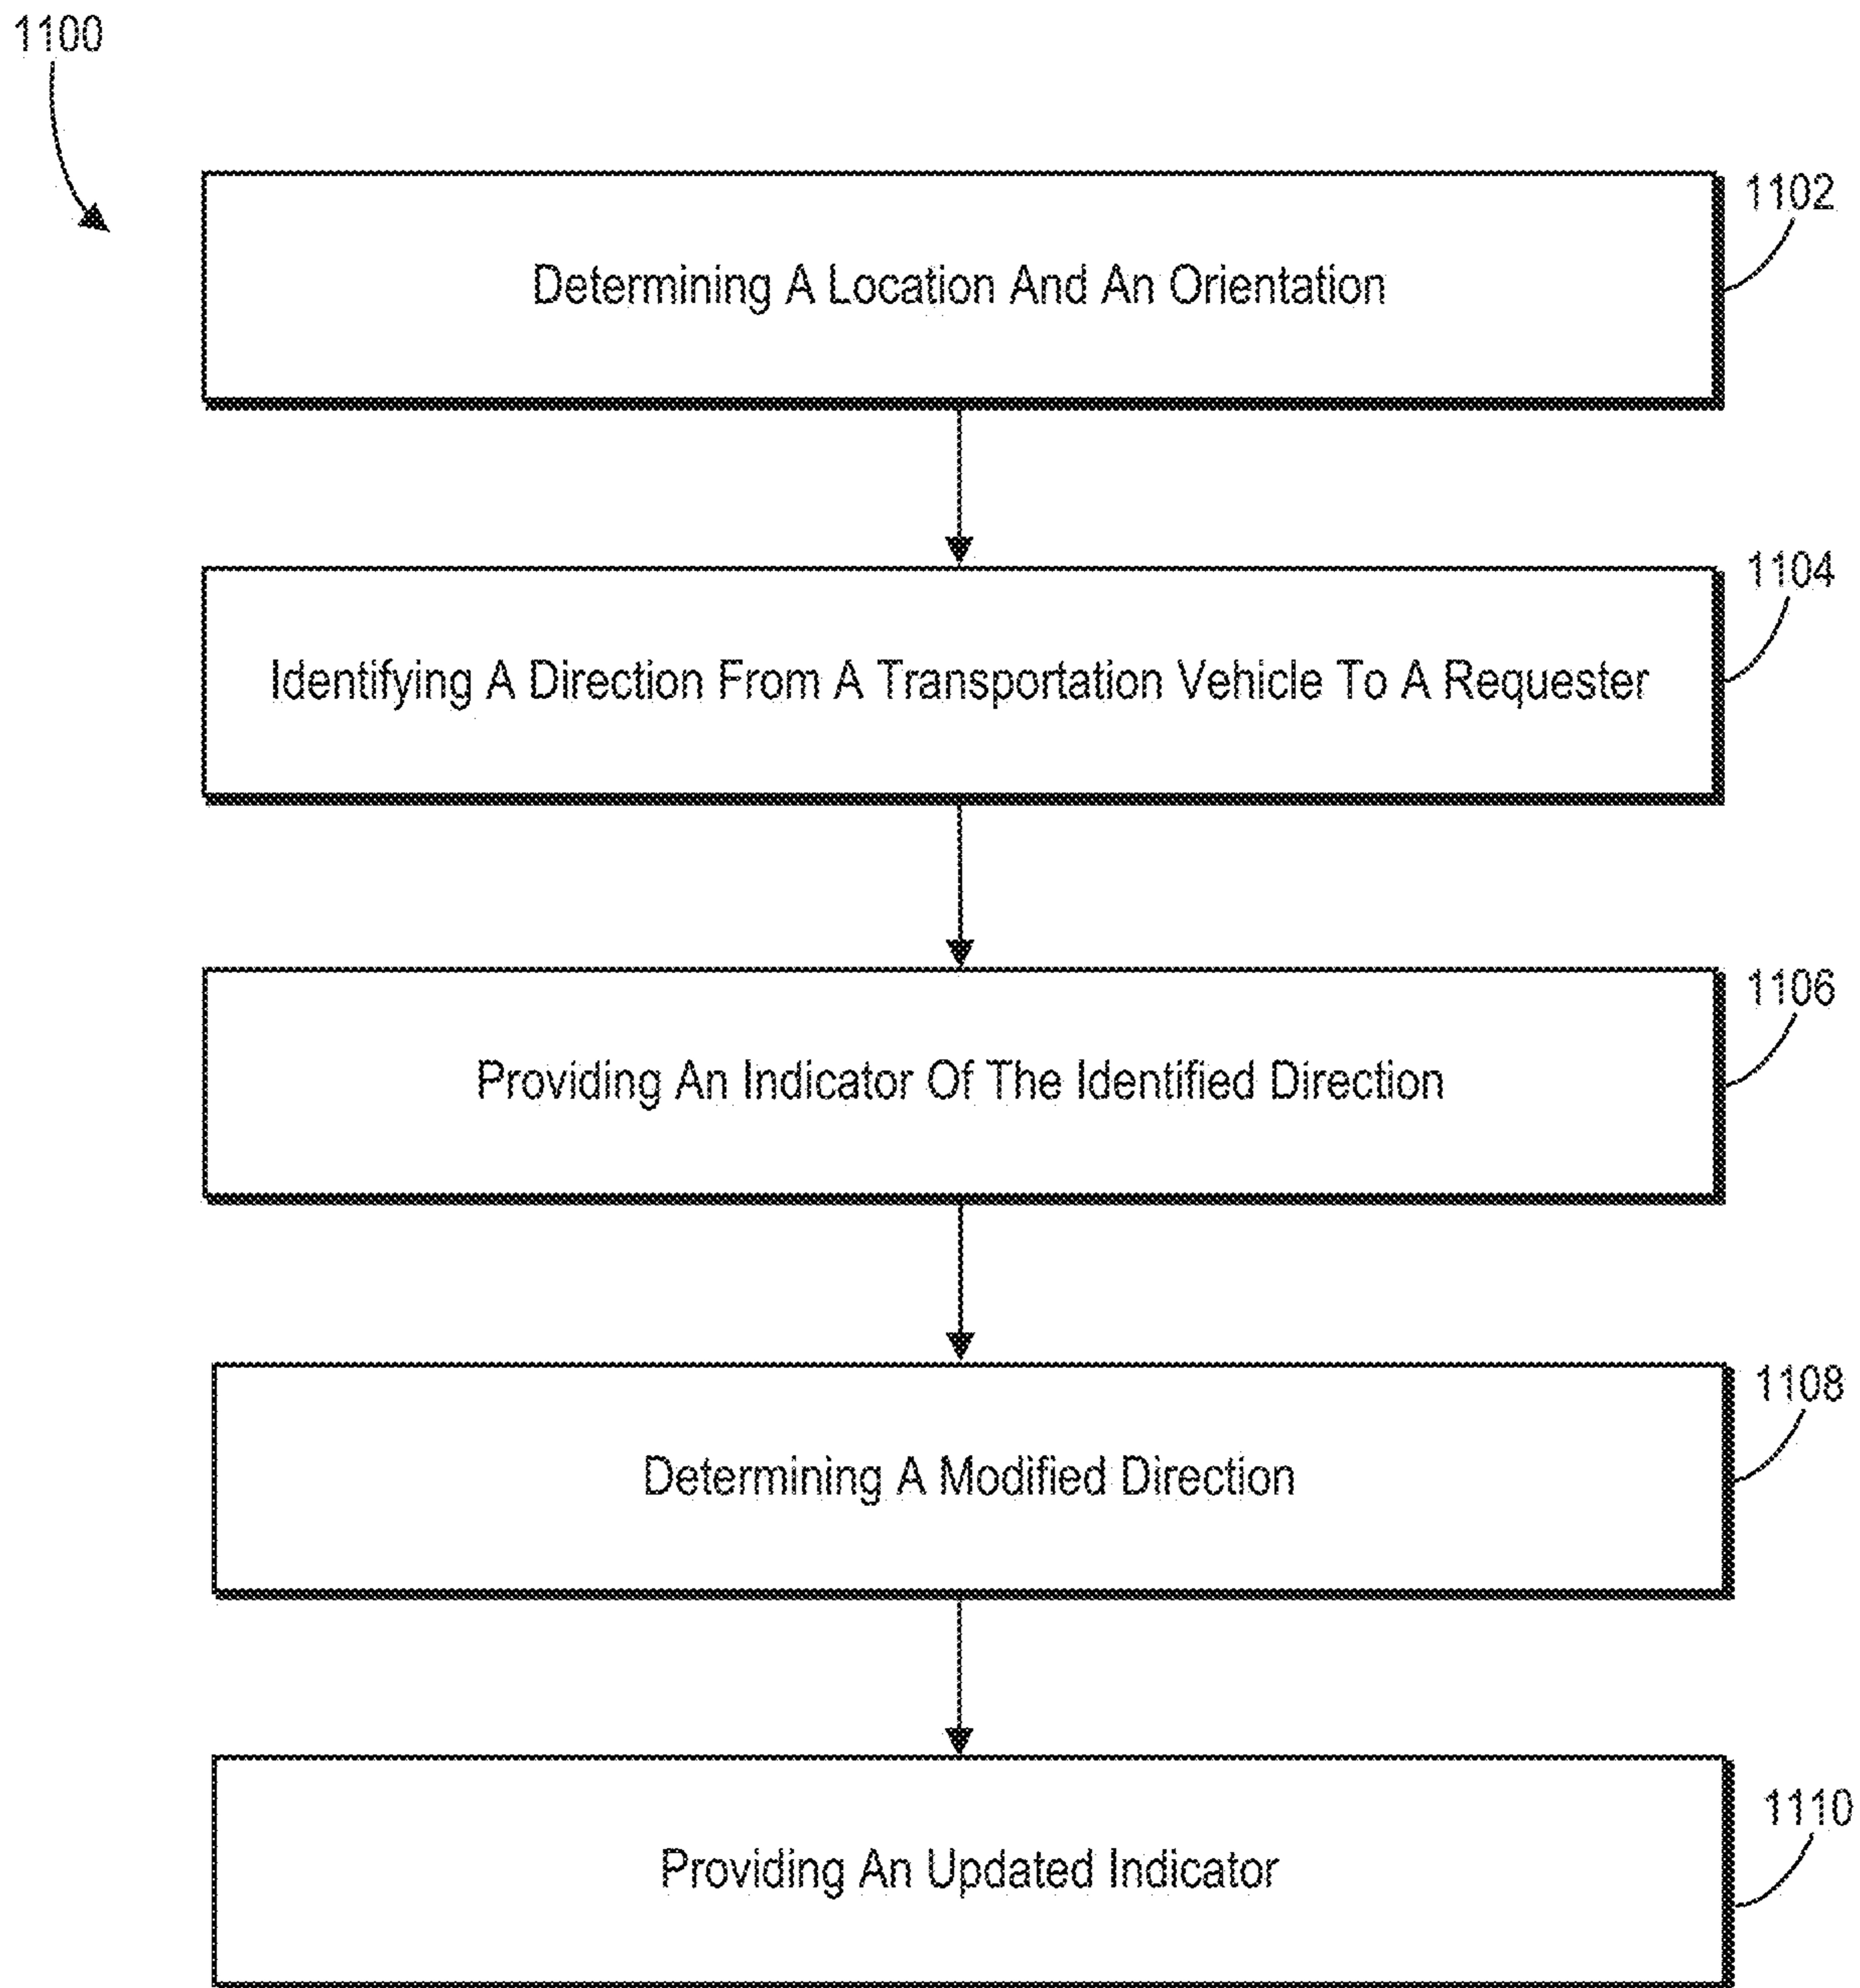 1100
1102
Determining A Location And An Orientation
1104
Identifying A Direction From A Transportation Vehicle To A Requester
1106
Providing An Indicator Of The Identified Direction
1108
Determining A Modified Direction
1110
Providing An Updated Indicator